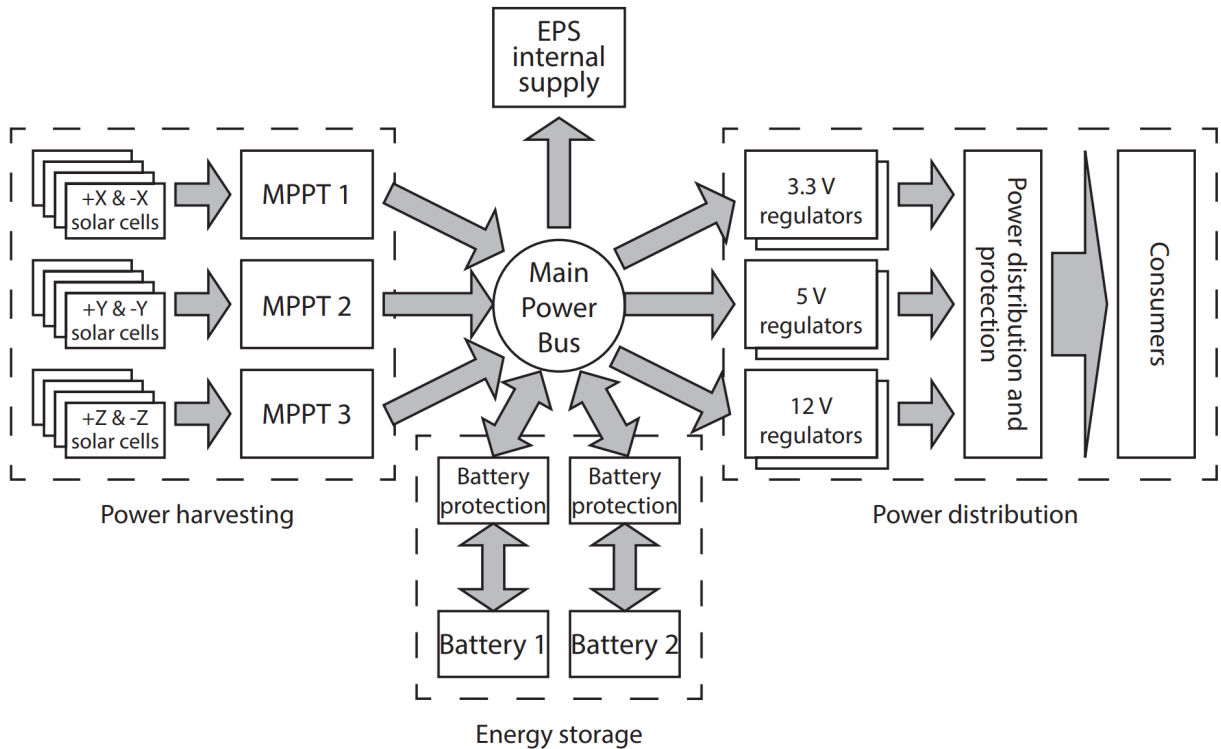 EPS
internal
supply
+X & -X
solar cells
MPPT 1
+Y & -Y
solar cells
MPPT 2
+Z & -Z
solar cells
MPPT 3
Power harvesting
Main
Power
Bus
Battery
protection
Battery
protection
Battery 1
Battery 2
Energy storage
3.3 V
regulators
5 V
regulators
12 V
regulators
Power distribution and
protection
Consumers
Power distribution